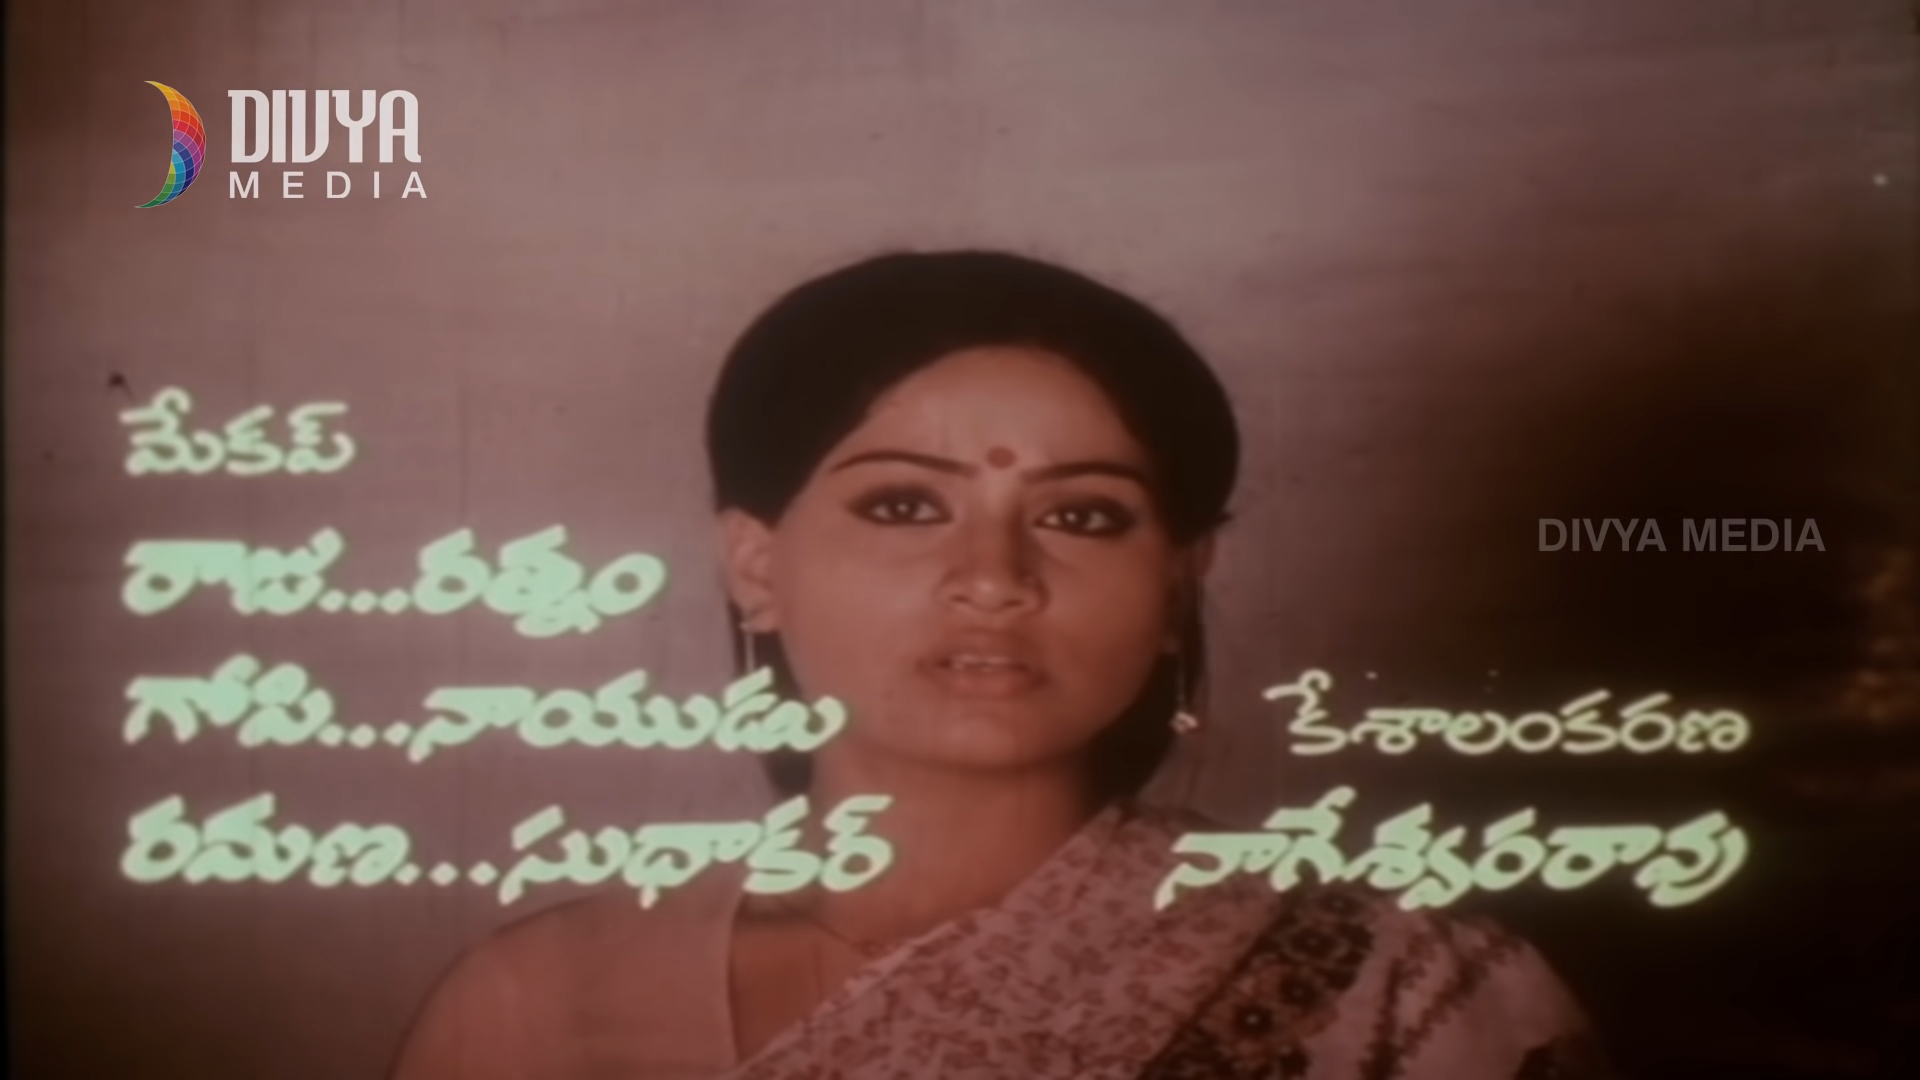 DIVYA
MEDIA
మేకప్
రాజు...రత్నం
గోపి...నాయుడు
రమణ...సుధాకర్
DIVYA MEDIA
కేశాలంకరణ
నాగేశ్వరరావు